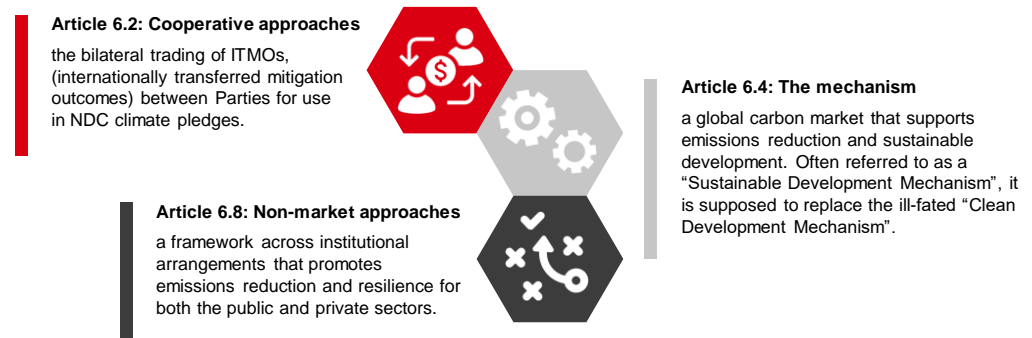 Article 6.2: Cooperative approaches
the bilateral trading of ITMOs,
(internationally transferred mitigation
outcomes) between Parties for use
in NDC climate pledges.
$
Article 6.4: The mechanism
a global carbon market that supports
emissions reduction and sustainable
development. Often referred to as a
“Sustainable Development Mechanism”, it
is supposed to replace the ill-fated “Clean
Development Mechanism”.
Article 6.8: Non-market approaches
a framework across institutional
arrangements that promotes
emissions reduction and resilience for
both the public and private sectors.